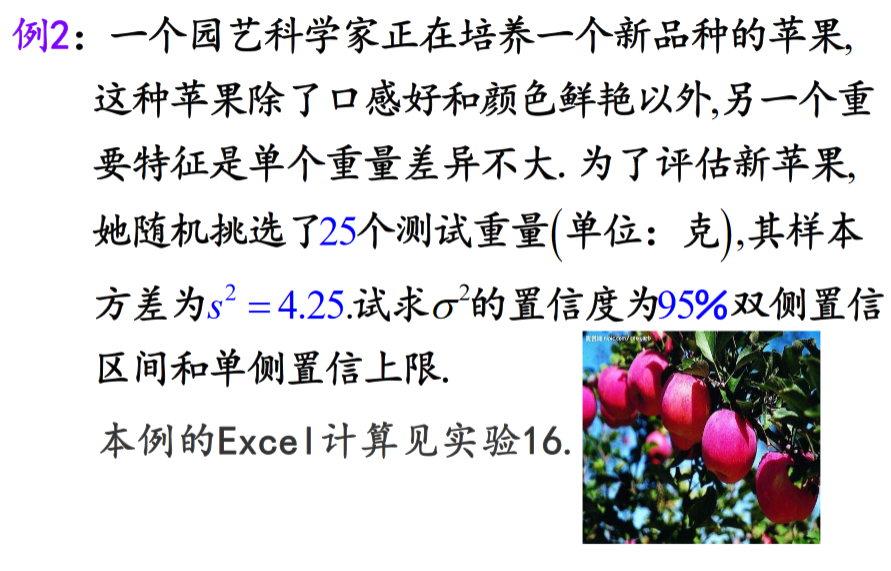 例2：一个园艺科学家正在培养一个新品种的苹果,
这种苹果除了口感好和颜色鲜艳以外,另一个重
要特征是单个重量差异不大. 为了评估新苹果,
她随机挑选了25个测试重量(单位：克),其样本
方差为s² = 4.25.试求σ²的置信度为95%双侧置信
区间和单侧置信上限.
本例的Excel计算见实验16.